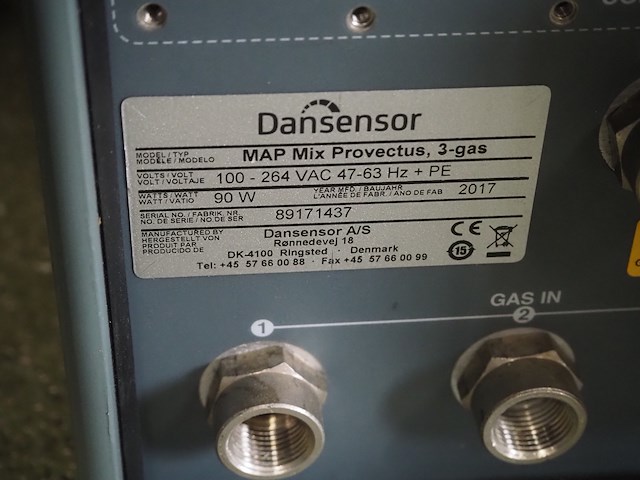 Dansensor
MODEL / TYP
MODÈLE / MODELO
MAP Mix Provectus, 3-gas
VOLTS / VOLT
VOLT / VOLTAJE
100 - 264 VAC 47-63 Hz + PE
WATTS / WATT
WATT / VATIO
90 W
YEAR MFD. / BAUJAHR
L'ANNÉE DE FABR. / ANO DE FAB
2017
SERIAL NO. / FABRIK. NR.
NO. DE SERIE / NO. DE SER
89171437
MANUFACTURED BY
HERGESTELLT VON
PRODUIT PAR
PRODUCIDO DE
Dansensor A/S
Rønnedevej 18
DK-4100 Ringsted · Denmark
Tel: +45 57 66 00 88 · Fax +45 57 66 00 99
CE
15
GAS IN
1
2